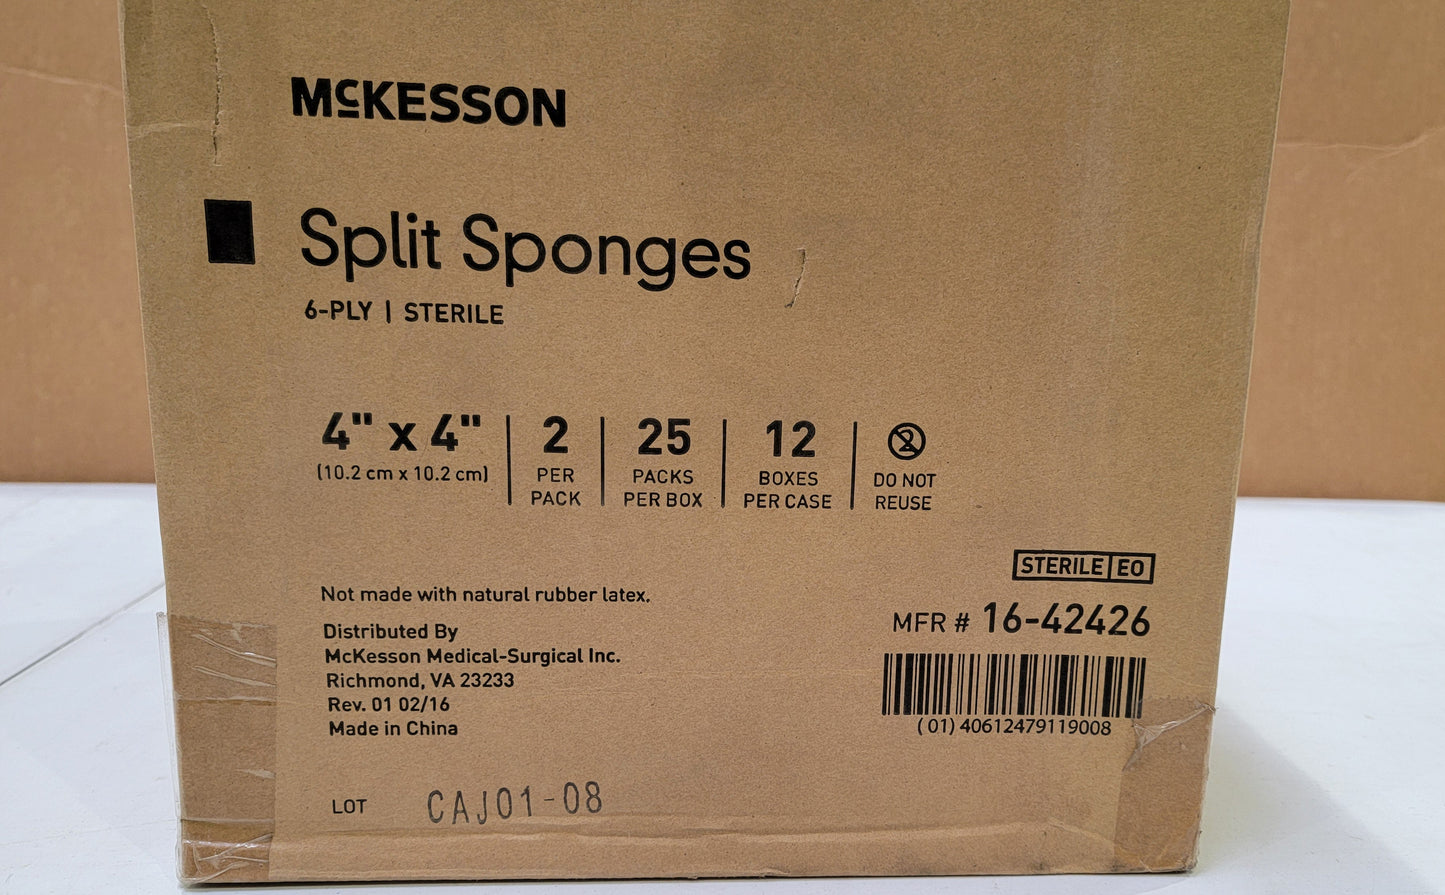 McKESSON
Split Sponges
6-PLY | STERILE
4" x 4"
(10.2 cm x 10.2 cm)
2
PER
PACK
25
PACKS
PER BOX
12
BOXES
PER CASE
2
DO NOT
REUSE
STERILE EO
Not made with natural rubber latex.
MFR # 16-42426
Distributed By
McKesson Medical-Surgical Inc.
Richmond, VA 23233
Rev. 01 02/16
Made in China
(01) 40612479119008
LOT CAJ01-08